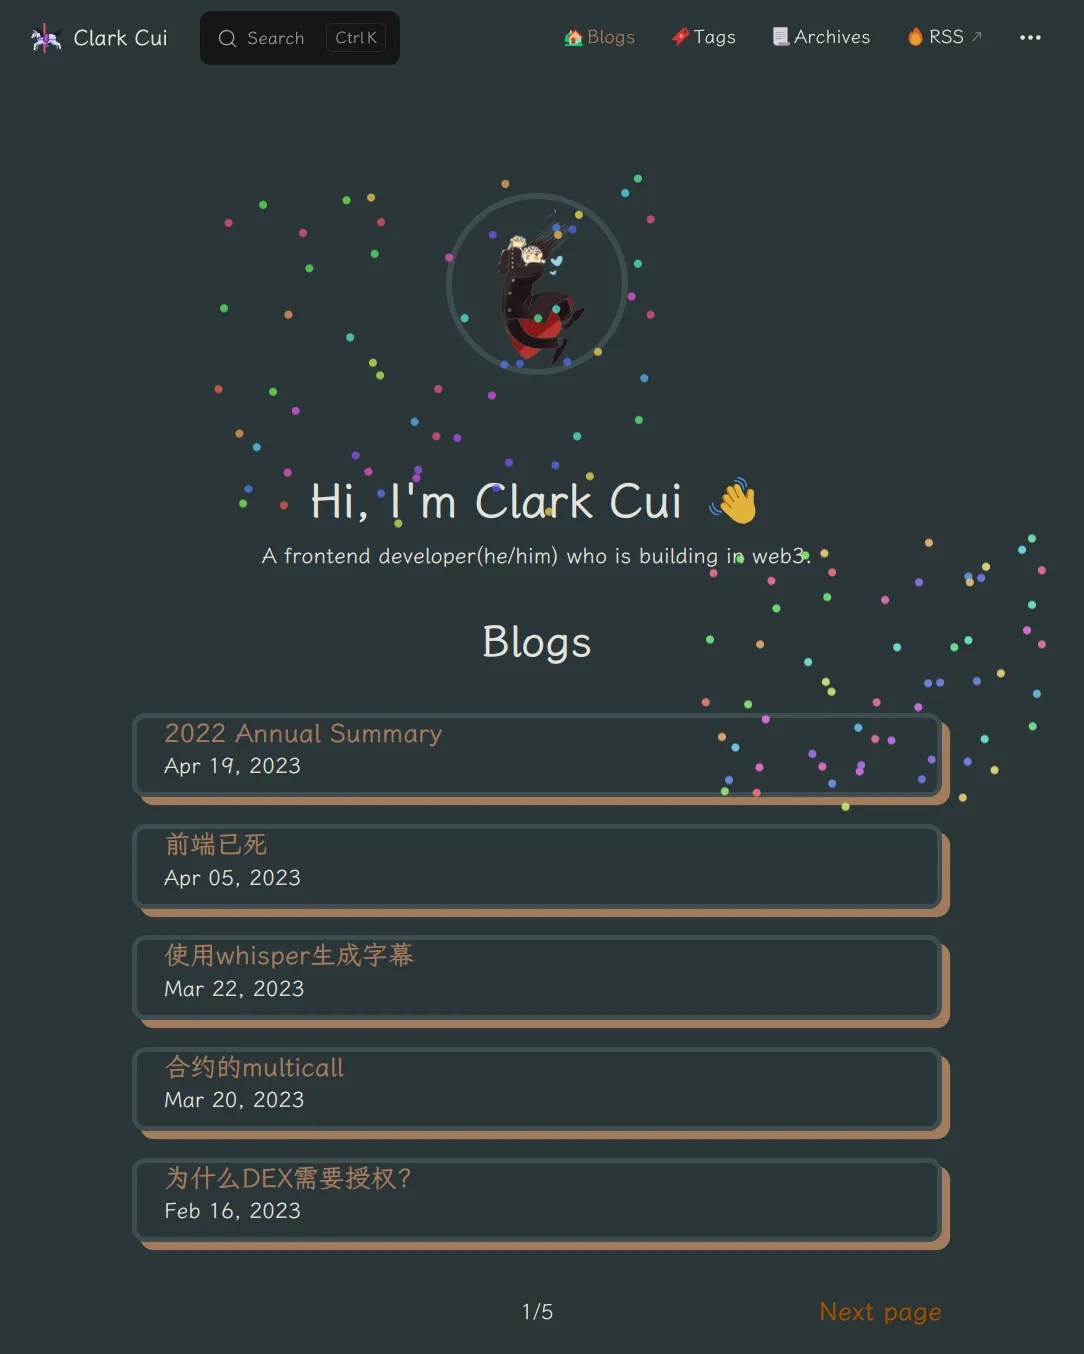 Clark Cui
Search Ctrl K
Blogs
Tags
Archives
RSS
Hi, I'm Clark Cui
A frontend developer(he/him) who is building in web3.
Blogs
2022 Annual Summary
Apr 19, 2023
前端已死
Apr 05, 2023
使用whisper生成字幕
Mar 22, 2023
合约的multicall
Mar 20, 2023
为什么DEX需要授权？
Feb 16, 2023
1/5
Next page